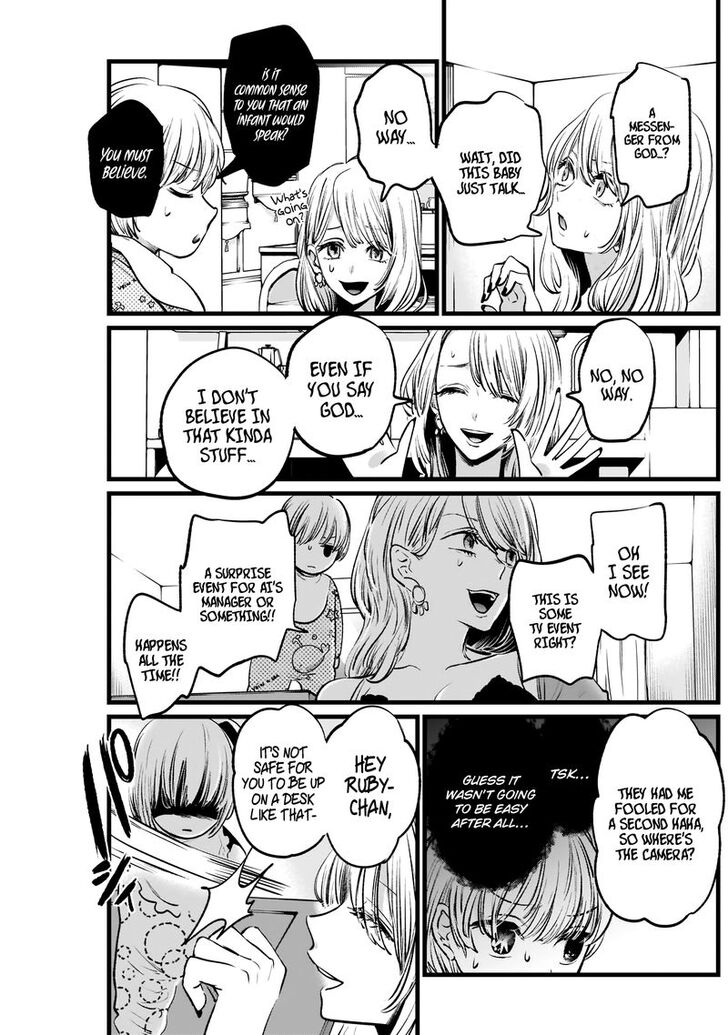 A
MESSEN-
GER FROM
GOD...?
WAIT, DID
THIS BABY
JUST TALK...
NO
WAY...
What's
going
on?
IS IT
COMMON SENSE
TO YOU THAT AN
INFANT WOULD
SPEAK?
YOU MUST
BELIEVE.
NO, NO
WAY.
EVEN IF
YOU SAY
GOD...
I DON'T
BELIEVE IN
THAT KINDA
STUFF...
OH
I SEE
NOW!
THIS IS
SOME
TV EVENT
RIGHT?
A SURPRISE
EVENT FOR AI'S
MANAGER OR
SOMETHING!!
HAPPENS
ALL THE
TIME!!
THEY HAD ME
FOOLED FOR
A SECOND HAHA,
SO WHERE'S
THE CAMERA?
TSK...
GUESS IT
WASN'T GOING
TO BE EASY
AFTER ALL...
HEY
RUBY-
CHAN,
IT'S NOT
SAFE FOR
YOU TO BE UP
ON A DESK
LIKE THAT-